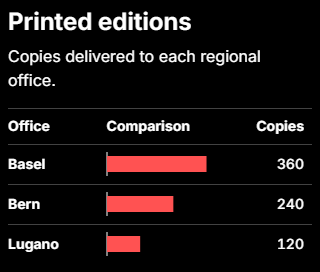 Printed editions
Copies delivered to each regional
office.
Office Comparison Copies
Basel 360
Bern 240
Lugano 120